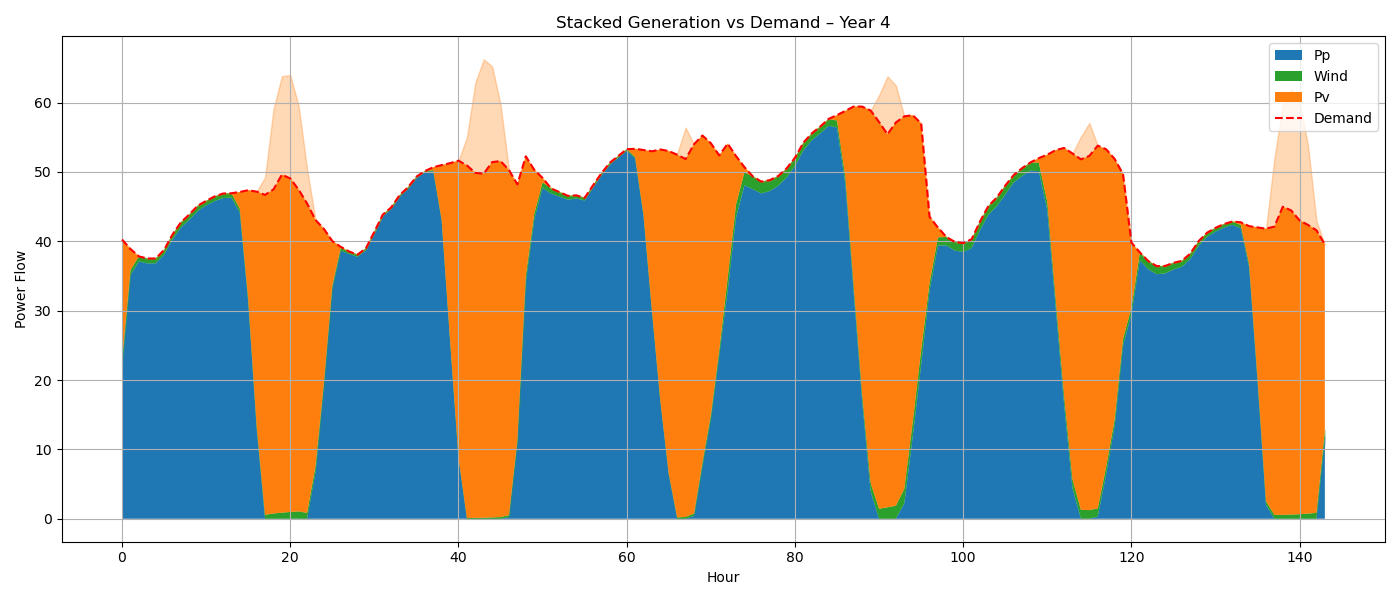 Stacked Generation vs Demand – Year 4
Power Flow
60
50
40
30
20
10
0
Pp
Wind
Pv
Demand
0 20 40 60 80 100 120 140
Hour